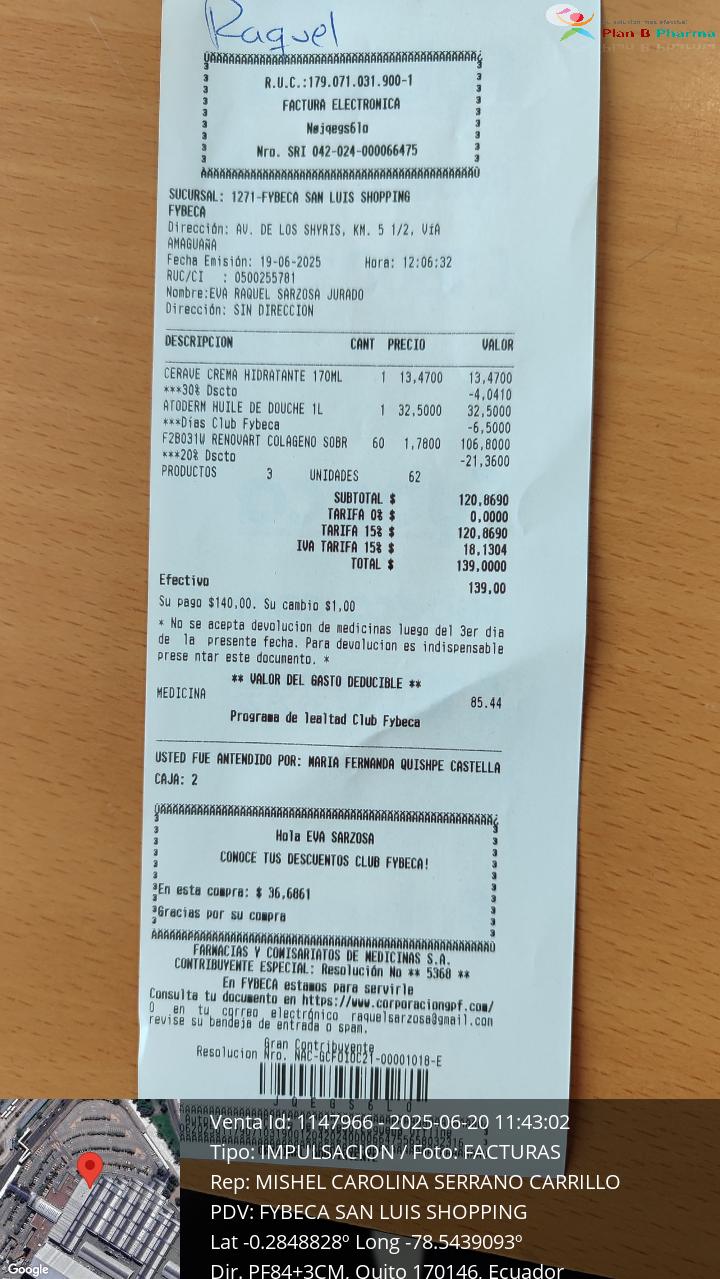 Raquel
Plan B Pharma
R.U.C.:179.071.031.900-1
FACTURA ELECTRONICA
Nøjqegs6lo
Nro. SRI 042-024-000066475
SUCURSAL: 1271-FYBECA SAN LUIS SHOPPING
FYBECA
Dirección: AV. DE LOS SHYRIS, KM. 5 1/2, VíA
AMAGUAÑA
Fecha Emisión: 19-06-2025 Hora: 12:06:32
RUC/CI : 0500255781
Nombre:EVA RAQUEL SARZOSA JURADO
Dirección: SIN DIRECCION
DESCRIPCION CANT PRECIO VALOR
CERAVE CREMA HIDRATANTE 170ML 1 13,4700 13,4700
***30% Dscto -4,0410
ATODERM HUILE DE DOUCHE 1L 1 32,5000 32,5000
***Días Club Fybeca -6,5000
F2B031W RENOVART COLAGENO SOBR 60 1,7800 106,8000
***20% Dscto -21,3600
PRODUCTOS 3 UNIDADES 62
SUBTOTAL $ 120,8690
TARIFA 0% $ 0,0000
TARIFA 15% $ 120,8690
IVA TARIFA 15% $ 18,1304
TOTAL $ 139,0000
Efectivo 139,00
Su pago $140,00. Su cambio $1,00
* No se acepta devolucion de medicinas luego del 3er dia
de la presente fecha. Para devolucion es indispensable
prese ntar este documento. *
** VALOR DEL GASTO DEDUCIBLE **
MEDICINA 85.44
Programa de lealtad Club Fybeca
USTED FUE ANTENDIDO POR: MARIA FERNANDA QUISHPE CASTELLA
CAJA: 2
Hola EVA SARZOSA
CONOCE TUS DESCUENTOS CLUB FYBECA!
En esta compra: $ 36,6861
Gracias por su compra
FARMACIAS Y COMISARIATOS DE MEDICINAS S.A.
CONTRIBUYENTE ESPECIAL: Resolución No ** 5368 **
En FYBECA estamos para servirle
Consulta tu documento en https://www.corporaciongpf.com/
O en tu correo electrónico raquelsarzosa@gmail.com
revise su bandeja de entrada o spam.
Gran Contribuyente
Resolucion Nro. NAC-GCFOIOC21-00001018-E
J Q E G S 6 L O
Venta Id: 1147966 - 2025-06-20 11:43:02
Tipo: IMPULSACION / Foto: FACTURAS
Rep: MISHEL CAROLINA SERRANO CARRILLO
PDV: FYBECA SAN LUIS SHOPPING
Lat -0.2848828º Long -78.5439093º
Dir. PF84+3CM, Quito 170146, Ecuador
Google